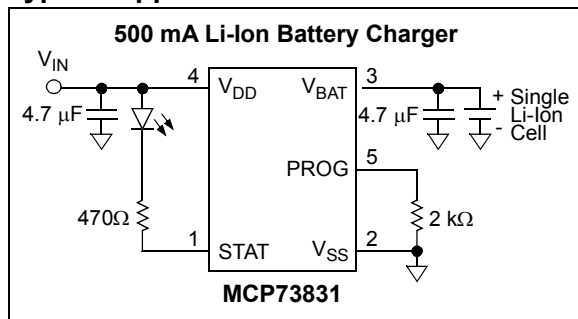 500 mA Li-Ion Battery Charger
VIN
4
VDD
VBAT
3
4.7 μF
4.7 μF
+ Single
Li-Ion
- Cell
PROG
5
470Ω
2 kΩ
1
STAT
VSS
2
MCP73831